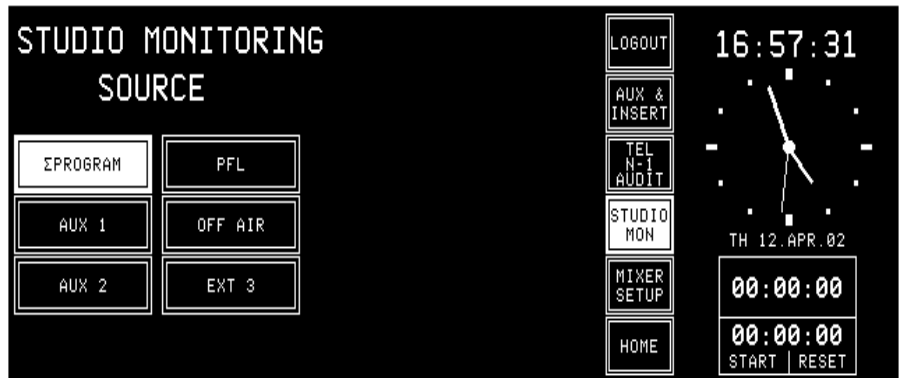 STUDIO MONITORING
SOURCE
ΣPROGRAM
PFL
AUX 1
OFF AIR
AUX 2
EXT 3
LOGOUT
AUX &
INSERT
TEL
N-1
AUDIT
STUDIO
MON
MIXER
SETUP
HOME
16:57:31
TH 12.APR.02
00:00:00
00:00:00
START | RESET